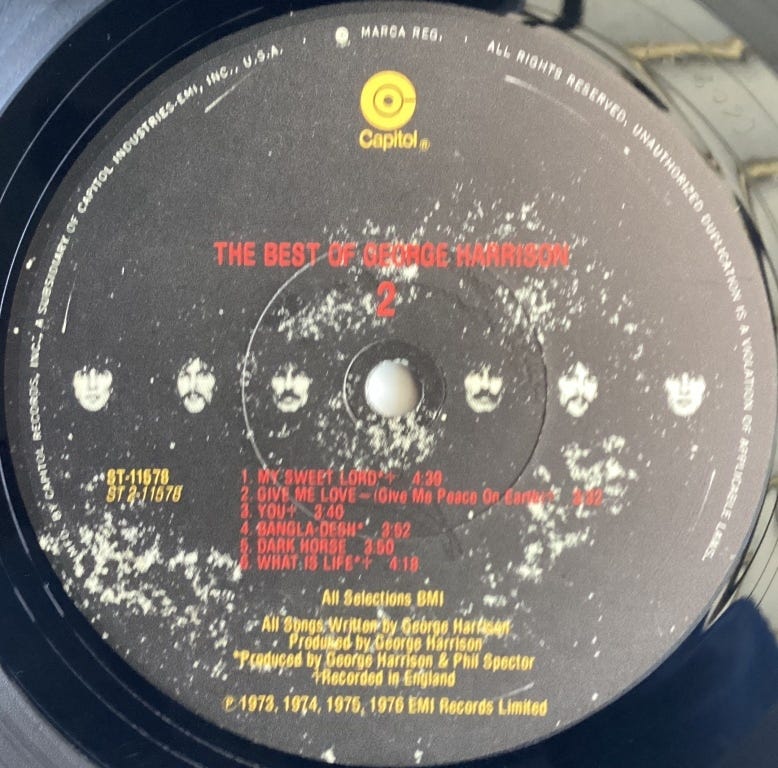 MFD. BY CAPITOL RECORDS, INC., A SUBSIDIARY OF CAPITOL INDUSTRIES-EMI, INC., U.S.A. MARCA REG. ALL RIGHTS RESERVED. UNAUTHORIZED DUPLICATION IS A VIOLATION OF APPLICABLE LAWS.
Capitol®
THE BEST OF GEORGE HARRISON
2
ST-11578
ST 2-11578
1. MY SWEET LORD*+ 4:39
2. GIVE ME LOVE – (Give Me Peace On Earth)+ 3:32
3. YOU+ 3:40
4. BANGLA-DESH* 3:52
5. DARK HORSE 3:50
6. WHAT IS LIFE*+ 4:18
All Selections BMI
All Songs Written by George Harrison
Produced by George Harrison
*Produced by George Harrison & Phil Spector
+Recorded in England
℗ 1973, 1974, 1975, 1976 EMI Records Limited